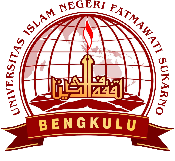 UNIVERSITAS ISLAM NEGERI FATMAWATI SUKARNO
BENGKULU